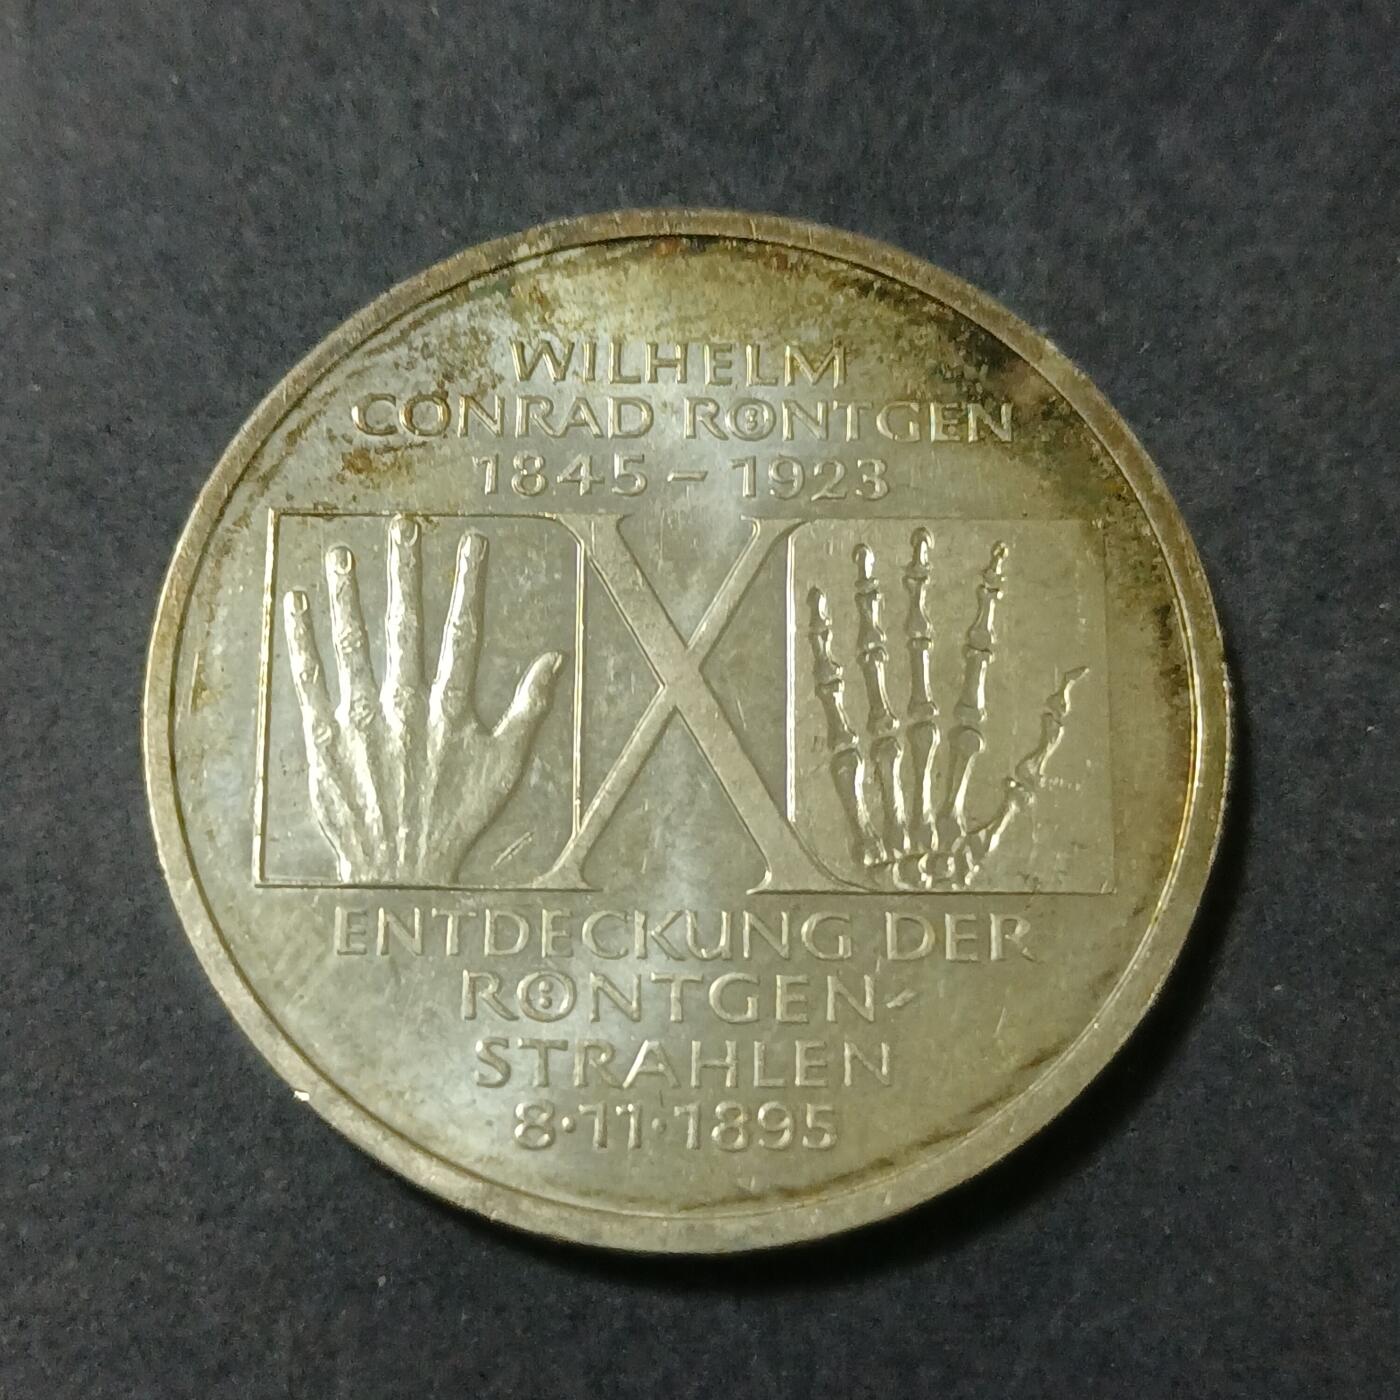 WILHELM
CONRAD RÖNTGEN
1845 – 1923
X
ENTDECKUNG DER
RÖNTGEN-
STRAHLEN
8·11·1895